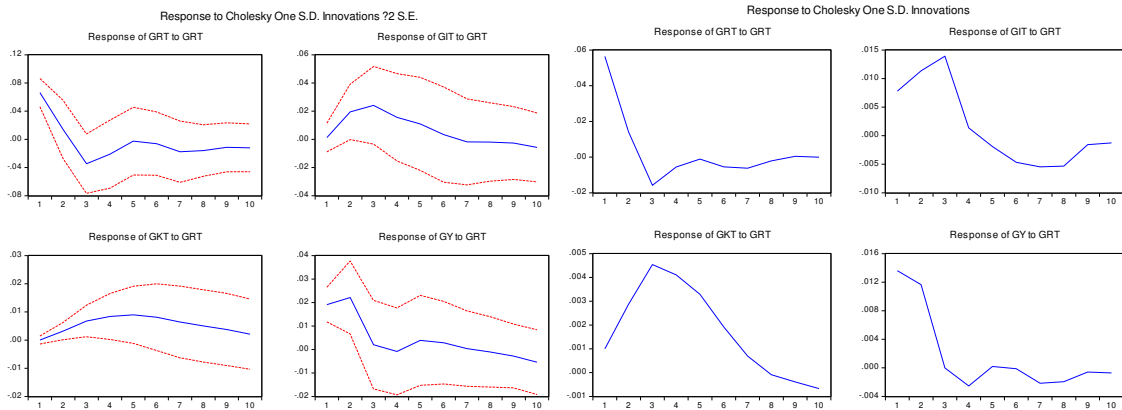 Response to Cholesky One S.D. Innovations ?2 S.E.
Response of GRT to GRT
.12
.08
.04
.00
-.04
-.08
1 2 3 4 5 6 7 8 9 10
Response of GIT to GRT
.06
.04
.02
.00
-.02
-.04
1 2 3 4 5 6 7 8 9 10
Response of GKT to GRT
.03
.02
.01
.00
-.01
-.02
1 2 3 4 5 6 7 8 9 10
Response of GY to GRT
.04
.03
.02
.01
.00
-.01
-.02
1 2 3 4 5 6 7 8 9 10
Response to Cholesky One S.D. Innovations
Response of GRT to GRT
.06
.04
.02
.00
-.02
1 2 3 4 5 6 7 8 9 10
Response of GIT to GRT
.015
.010
.005
.000
-.005
-.010
1 2 3 4 5 6 7 8 9 10
Response of GKT to GRT
.005
.004
.003
.002
.001
.000
-.001
1 2 3 4 5 6 7 8 9 10
Response of GY to GRT
.016
.012
.008
.004
.000
-.004
1 2 3 4 5 6 7 8 9 10